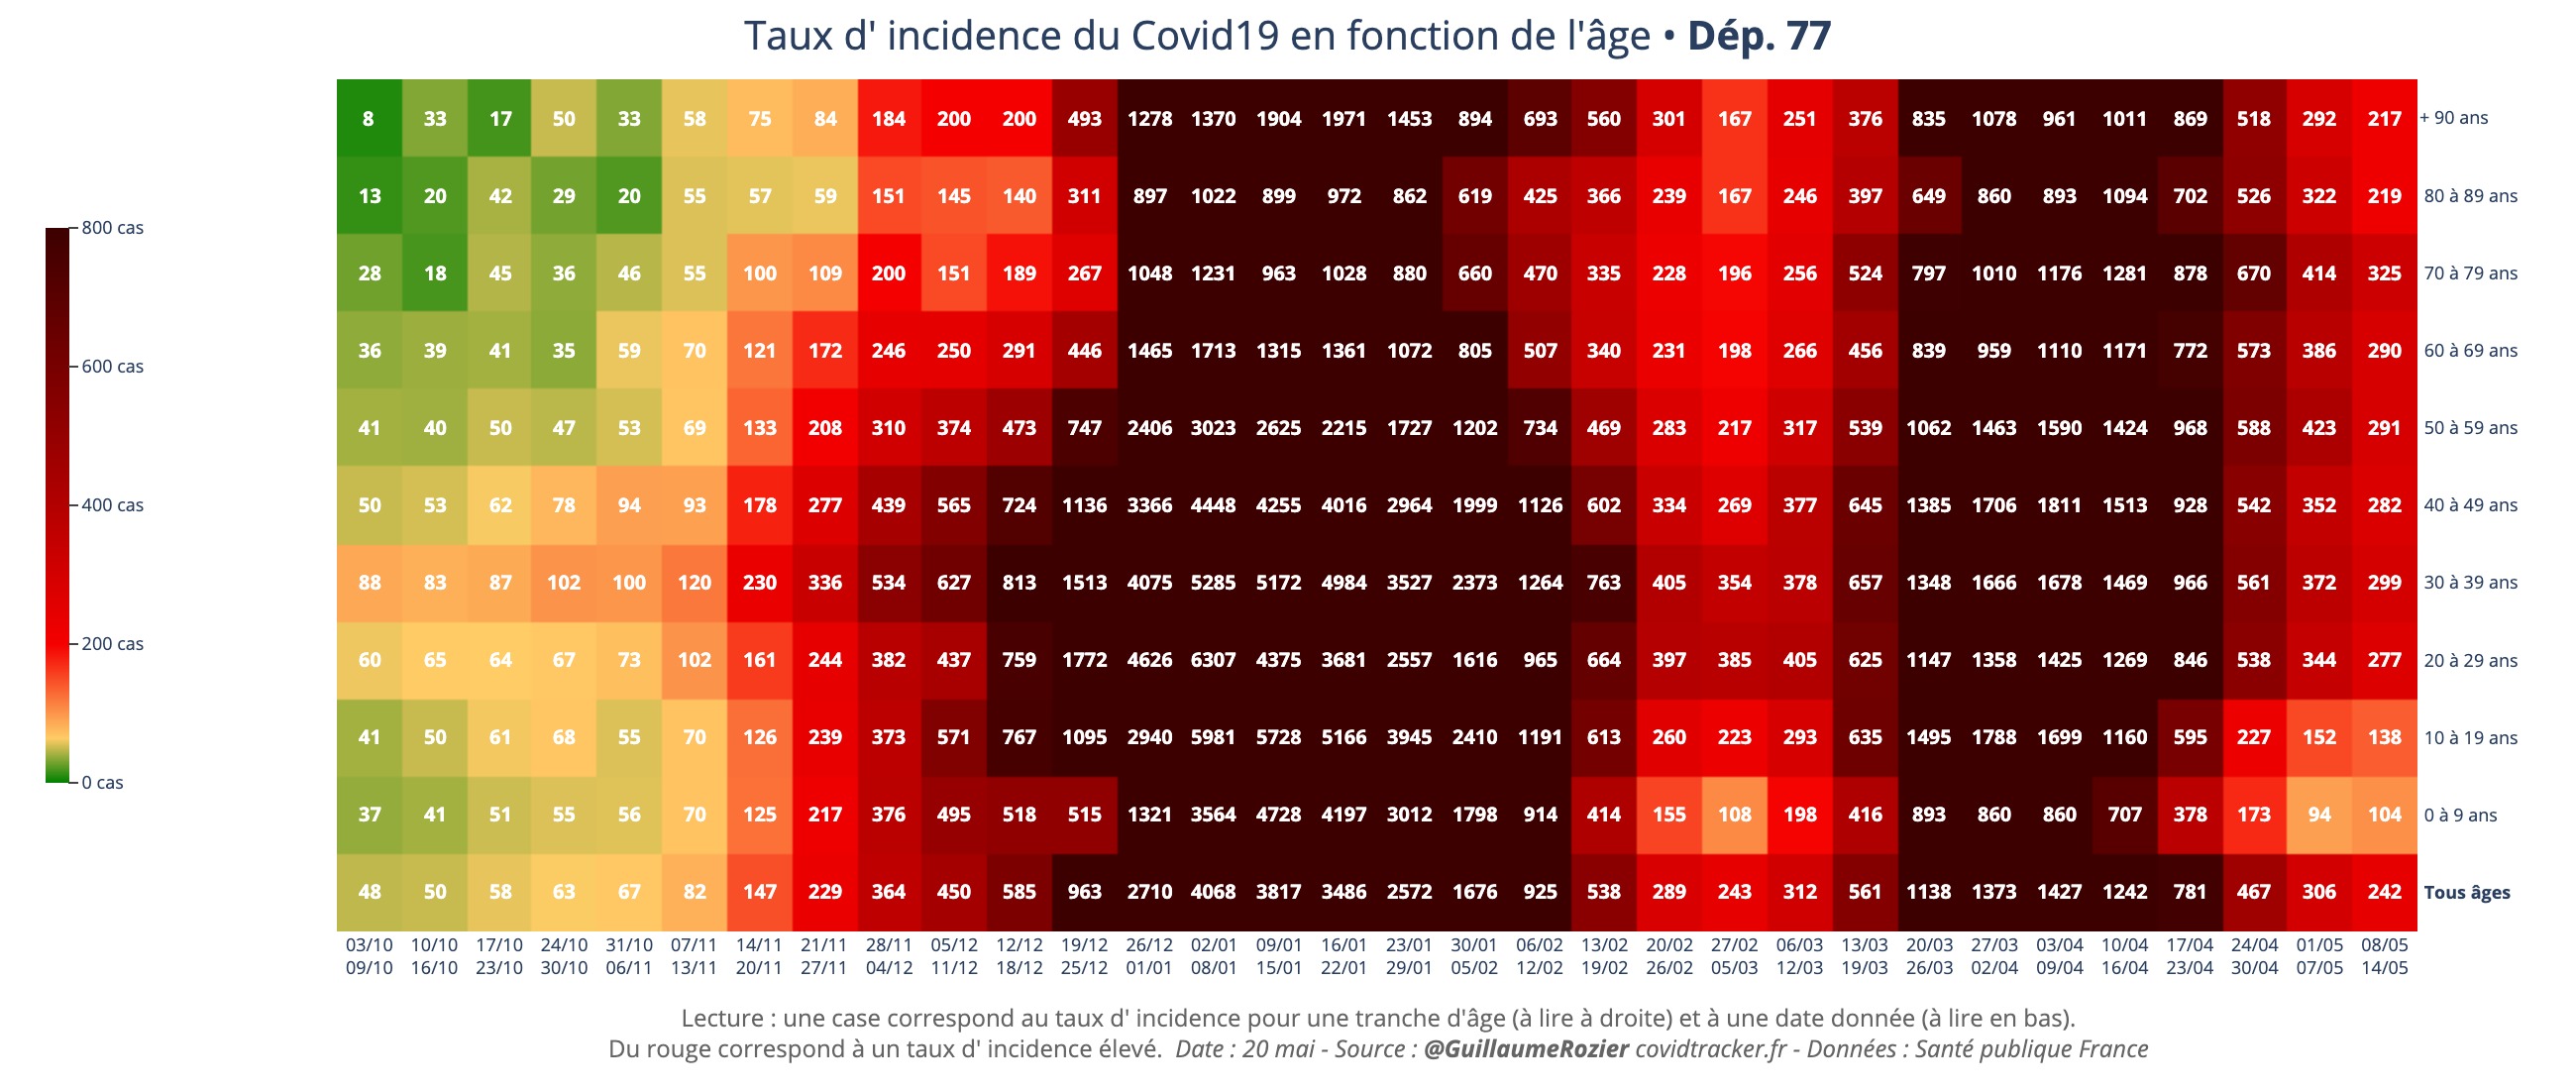 Taux d' incidence du Covid19 en fonction de l'âge • Dép. 77
800 cas
600 cas
400 cas
200 cas
0 cas
8 33 17 50 33 58 75 84 184 200 200 493 1278 1370 1904 1971 1453 894 693 560 301 167 251 376 835 1078 961 1011 869 518 292 217 + 90 ans
13 20 42 29 20 55 57 59 151 145 140 311 897 1022 899 972 862 619 425 366 239 167 246 397 649 860 893 1094 702 526 322 219 80 à 89 ans
28 18 45 36 46 55 100 109 200 151 189 267 1048 1231 963 1028 880 660 470 335 228 196 256 524 797 1010 1176 1281 878 670 414 325 70 à 79 ans
36 39 41 35 59 70 121 172 246 250 291 446 1465 1713 1315 1361 1072 805 507 340 231 198 266 456 839 959 1110 1171 772 573 386 290 60 à 69 ans
41 40 50 47 53 69 133 208 310 374 473 747 2406 3023 2625 2215 1727 1202 734 469 283 217 317 539 1062 1463 1590 1424 968 588 423 291 50 à 59 ans
50 53 62 78 94 93 178 277 439 565 724 1136 3366 4448 4255 4016 2964 1999 1126 602 334 269 377 645 1385 1706 1811 1513 928 542 352 282 40 à 49 ans
88 83 87 102 100 120 230 336 534 627 813 1513 4075 5285 5172 4984 3527 2373 1264 763 405 354 378 657 1348 1666 1678 1469 966 561 372 299 30 à 39 ans
60 65 64 67 73 102 161 244 382 437 759 1772 4626 6307 4375 3681 2557 1616 965 664 397 385 405 625 1147 1358 1425 1269 846 538 344 277 20 à 29 ans
41 50 61 68 55 70 126 239 373 571 767 1095 2940 5981 5728 5166 3945 2410 1191 613 260 223 293 635 1495 1788 1699 1160 595 227 152 138 10 à 19 ans
37 41 51 55 56 70 125 217 376 495 518 515 1321 3564 4728 4197 3012 1798 914 414 155 108 198 416 893 860 860 707 378 173 94 104 0 à 9 ans
48 50 58 63 67 82 147 229 364 450 585 963 2710 4068 3817 3486 2572 1676 925 538 289 243 312 561 1138 1373 1427 1242 781 467 306 242 Tous âges
03/10 10/10 17/10 24/10 31/10 07/11 14/11 21/11 28/11 05/12 12/12 19/12 26/12 02/01 09/01 16/01 23/01 30/01 06/02 13/02 20/02 27/02 06/03 13/03 20/03 27/03 03/04 10/04 17/04 24/04 01/05 08/05
09/10 16/10 23/10 30/10 06/11 13/11 20/11 27/11 04/12 11/12 18/12 25/12 01/01 08/01 15/01 22/01 29/01 05/02 12/02 19/02 26/02 05/03 12/03 19/03 26/03 02/04 09/04 16/04 23/04 30/04 07/05 14/05
Lecture : une case correspond au taux d' incidence pour une tranche d'âge (à lire à droite) et à une date donnée (à lire en bas).
Du rouge correspond à un taux d' incidence élevé. Date : 20 mai - Source : @GuillaumeRozier covidtracker.fr - Données : Santé publique France